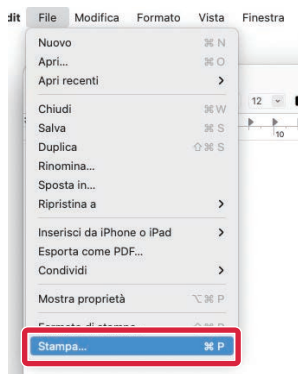 dit File Modifica Formato Vista Finestra
Nuovo ⌘ N
Apri... ⌘ O
Apri recenti >
12
Chiudi ⌘ W
Salva ⌘ S
10
Duplica ⇧ ⌘ S
Rinomina...
Sposta in...
Ripristina a >
Inserisci da iPhone o iPad >
Esporta come PDF...
Condividi >
Mostra proprietà ⌥ ⌘ P
Stampa... ⌘ P